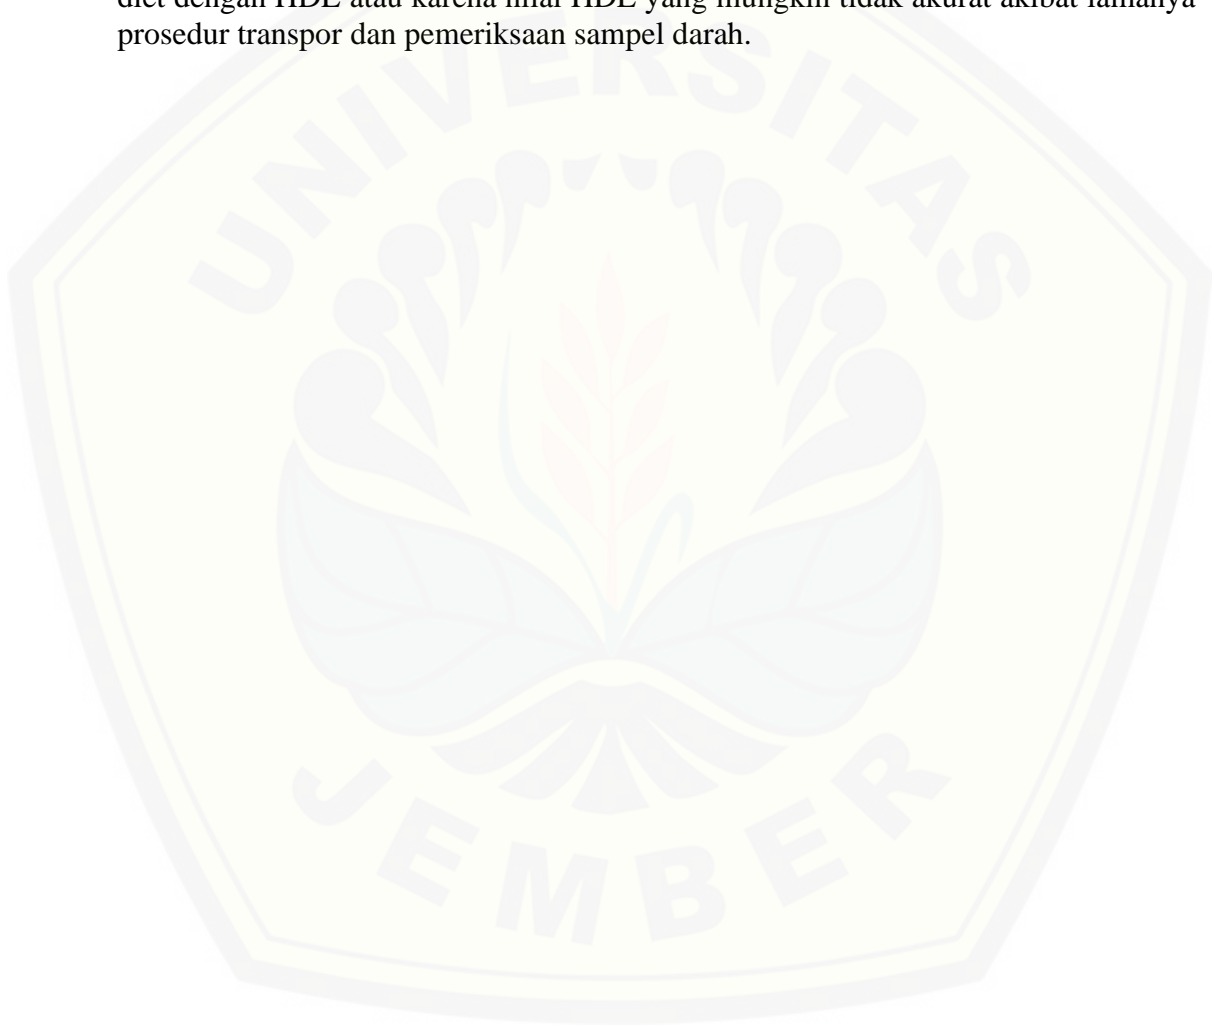 diet dengan HDL atau karena nilai HDL yang mungkin tidak akurat akibat lamanya
prosedur transpor dan pemeriksaan sampel darah.
UNIVERSITAS
JEMBER